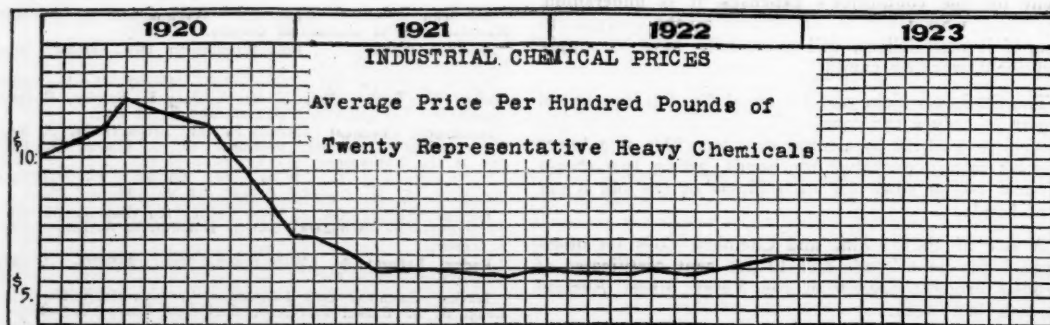 1920 1921 1922 1923
INDUSTRIAL CHEMICAL PRICES
Average Price Per Hundred Pounds of
Twenty Representative Heavy Chemicals
$10.
$5.